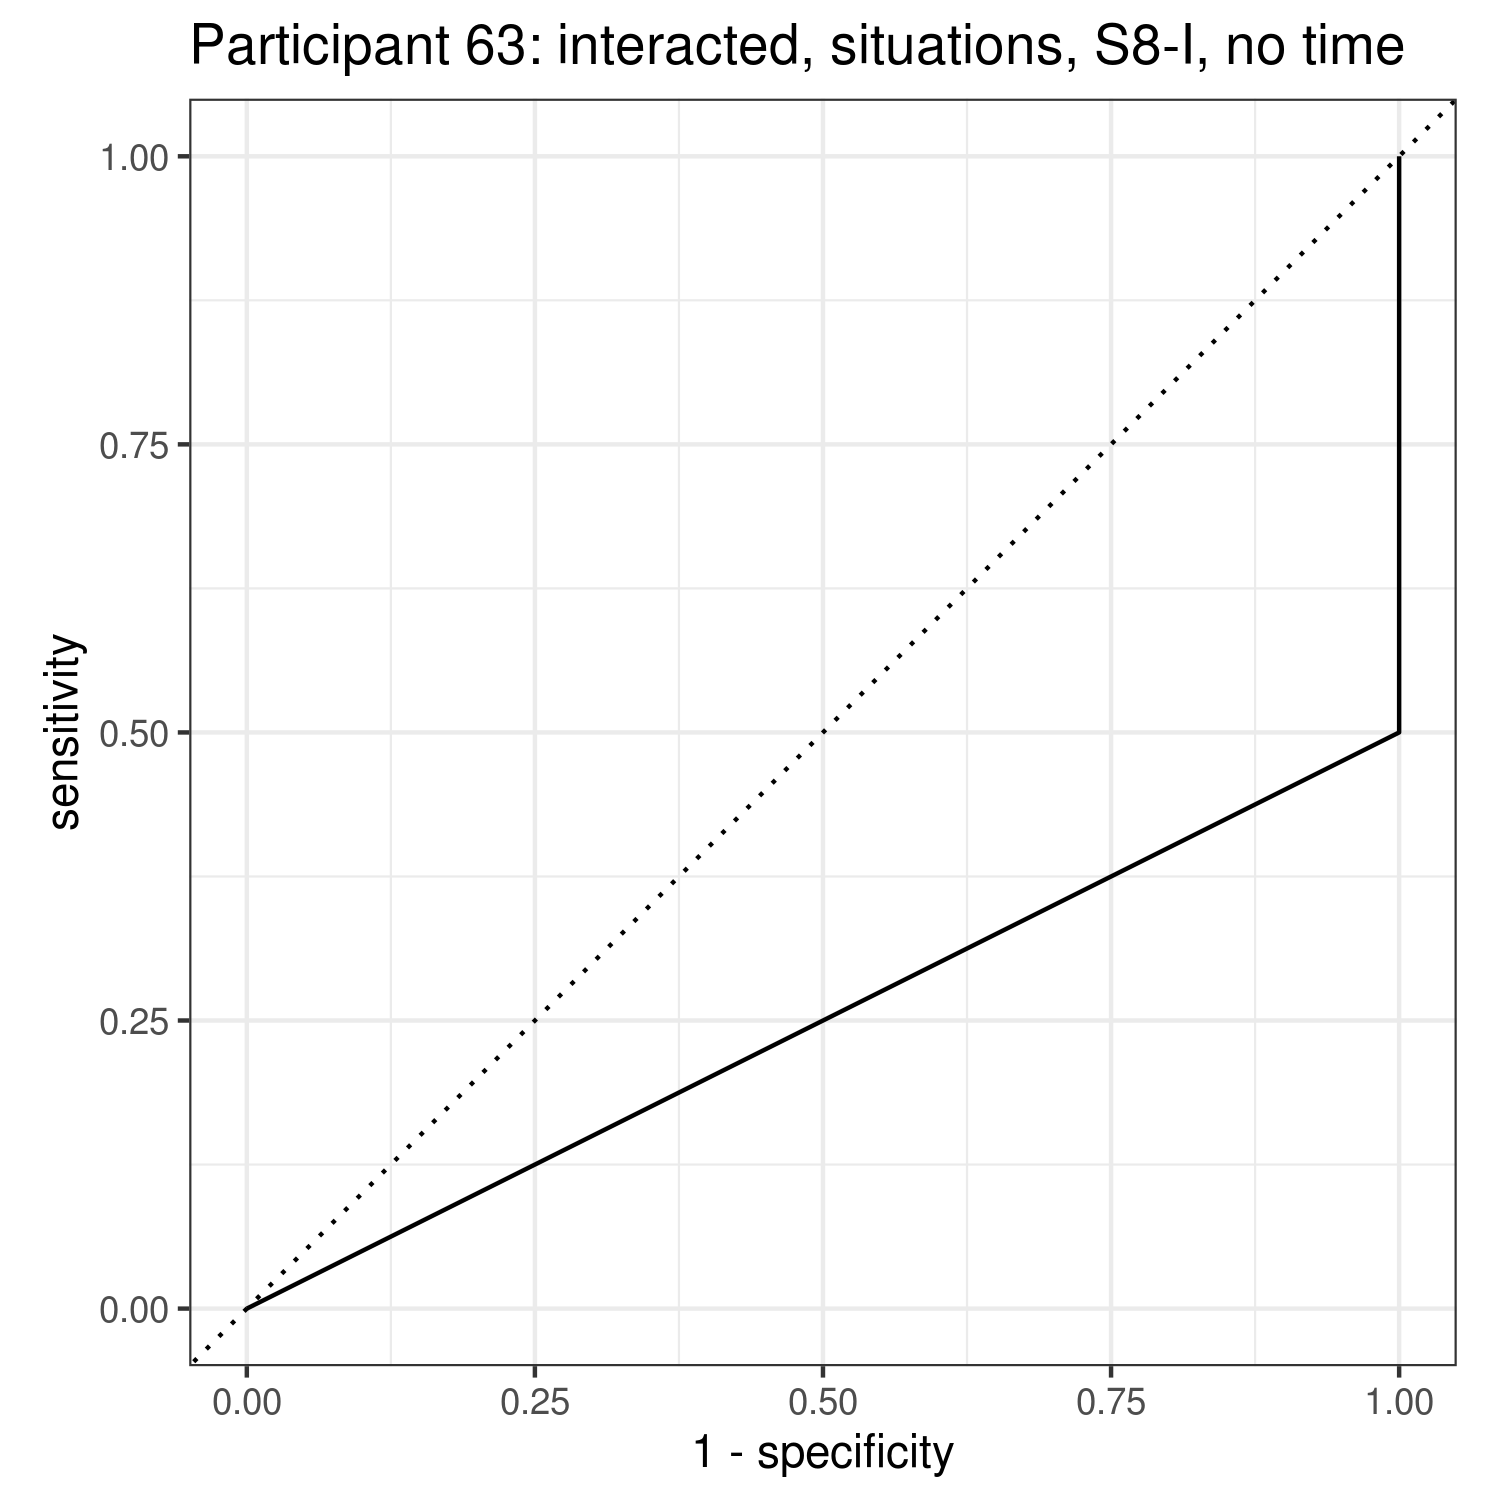 Participant 63: interacted, situations, S8-I, no time
1.00
0.75
0.50
0.25
0.00
sensitivity
0.00 0.25 0.50 0.75 1.00
1 - specificity